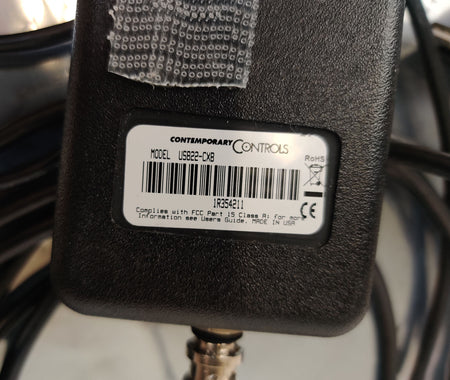 CONTEMPORARY CONTROLS
MODEL USB22-CXB
RoHS
1R354211
Complies with FCC Part 15 Class A; for more
Information see Users Guide. MADE IN USA
CE